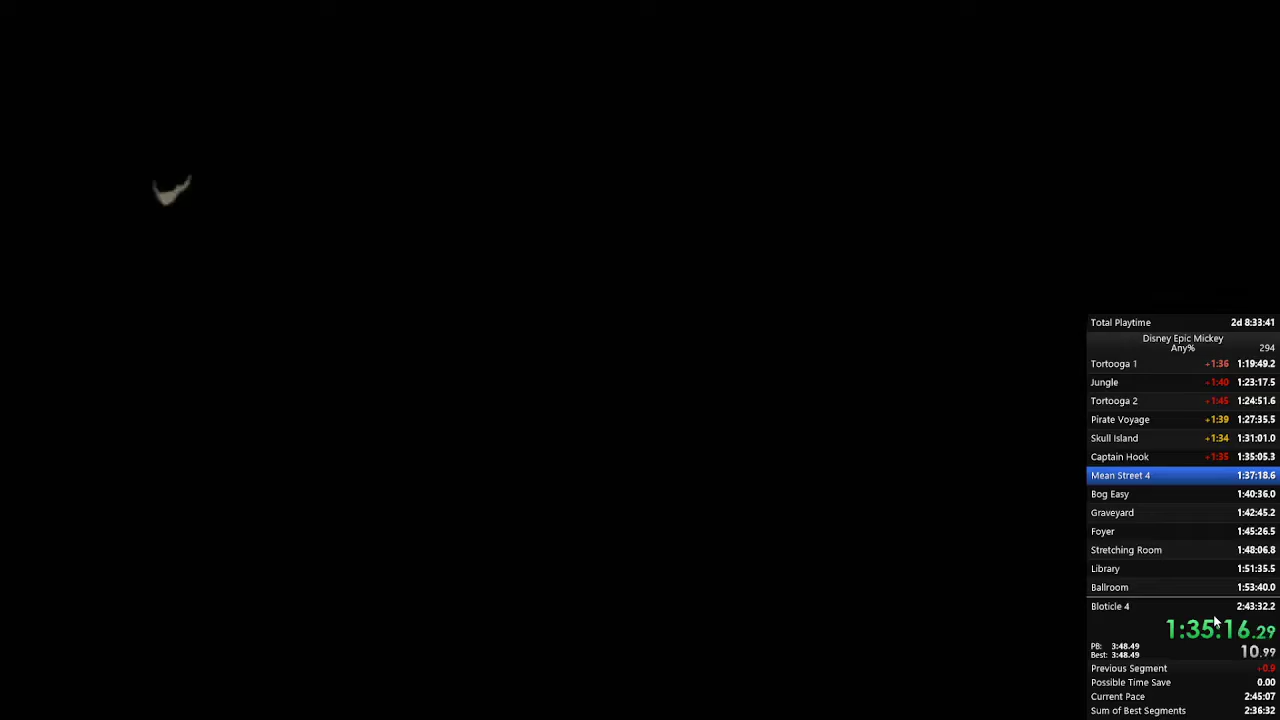 Total Playtime 2d 8:33:41
Disney Epic Mickey
Any% 294
Tortooga 1 +1:36 1:19:49.2
Jungle +1:40 1:23:17.5
Tortooga 2 +1:45 1:24:51.6
Pirate Voyage +1:39 1:27:35.5
Skull Island +1:34 1:31:01.0
Captain Hook +1:35 1:35:05.3
Mean Street 4 1:37:18.6
Bog Easy 1:40:36.0
Graveyard 1:42:45.2
Foyer 1:45:26.5
Stretching Room 1:48:06.8
Library 1:51:35.5
Ballroom 1:53:40.0
Bloticle 4 2:43:32.2
1:35:16.29
PB: 3:48.49
Best: 3:48.49 10.99
Previous Segment +0.9
Possible Time Save 0.00
Current Pace 2:45:07
Sum of Best Segments 2:36:32